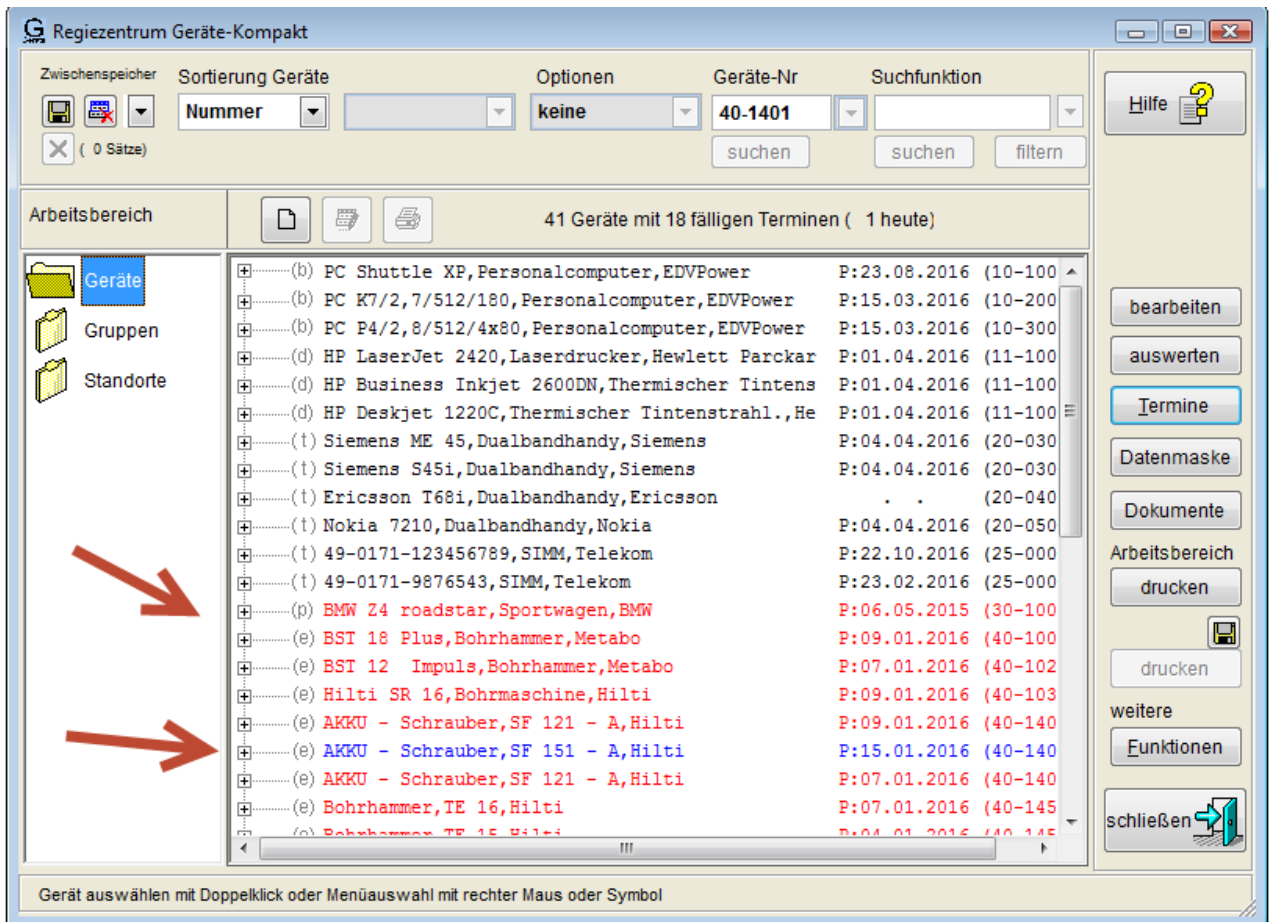 Regiezentrum Geräte-Kompakt
Zwischenspeicher Sortierung Geräte Optionen Geräte-Nr Suchfunktion
Nummer keine 40-1401
( 0 Sätze) suchen suchen filtern
Hilfe
Arbeitsbereich
41 Geräte mit 18 fälligen Terminen ( 1 heute)
Geräte
Gruppen
Standorte
(b) PC Shuttle XP,Personalcomputer,EDVPower P:23.08.2016 (10-100
(b) PC K7/2,7/512/180,Personalcomputer,EDVPower P:15.03.2016 (10-200
(b) PC P4/2,8/512/4x80,Personalcomputer,EDVPower P:15.03.2016 (10-300
(d) HP LaserJet 2420,Laserdrucker,Hewlett Parckar P:01.04.2016 (11-100
(d) HP Business Inkjet 2600DN,Thermischer Tintens P:01.04.2016 (11-100
(d) HP Deskjet 1220C,Thermischer Tintenstrahl.,He P:01.04.2016 (11-100
(t) Siemens ME 45,Dualbandhandy,Siemens P:04.04.2016 (20-030
(t) Siemens S45i,Dualbandhandy,Siemens P:04.04.2016 (20-030
(t) Ericsson T68i,Dualbandhandy,Ericsson . . (20-040
(t) Nokia 7210,Dualbandhandy,Nokia P:04.04.2016 (20-050
(t) 49-0171-123456789,SIMM,Telekom P:22.10.2016 (25-000
(t) 49-0171-9876543,SIMM,Telekom P:23.02.2016 (25-000
(p) BMW Z4 roadstar,Sportwagen,BMW P:06.05.2015 (30-100
(e) BST 18 Plus,Bohrhammer,Metabo P:09.01.2016 (40-100
(e) BST 12 Impuls,Bohrhammer,Metabo P:07.01.2016 (40-102
(e) Hilti SR 16,Bohrmaschine,Hilti P:09.01.2016 (40-103
(e) AKKU - Schrauber,SF 121 - A,Hilti P:09.01.2016 (40-140
(e) AKKU - Schrauber,SF 151 - A,Hilti P:15.01.2016 (40-140
(e) AKKU - Schrauber,SF 121 - A,Hilti P:07.01.2016 (40-140
(e) Bohrhammer,TE 16,Hilti P:07.01.2016 (40-145
(e) Bohrhammer,TE 15,Hilti P:04.01.2016 (40-145
bearbeiten
auswerten
Termine
Datenmaske
Dokumente
Arbeitsbereich
drucken
drucken
weitere
Funktionen
schließen
Gerät auswählen mit Doppelklick oder Menüauswahl mit rechter Maus oder Symbol